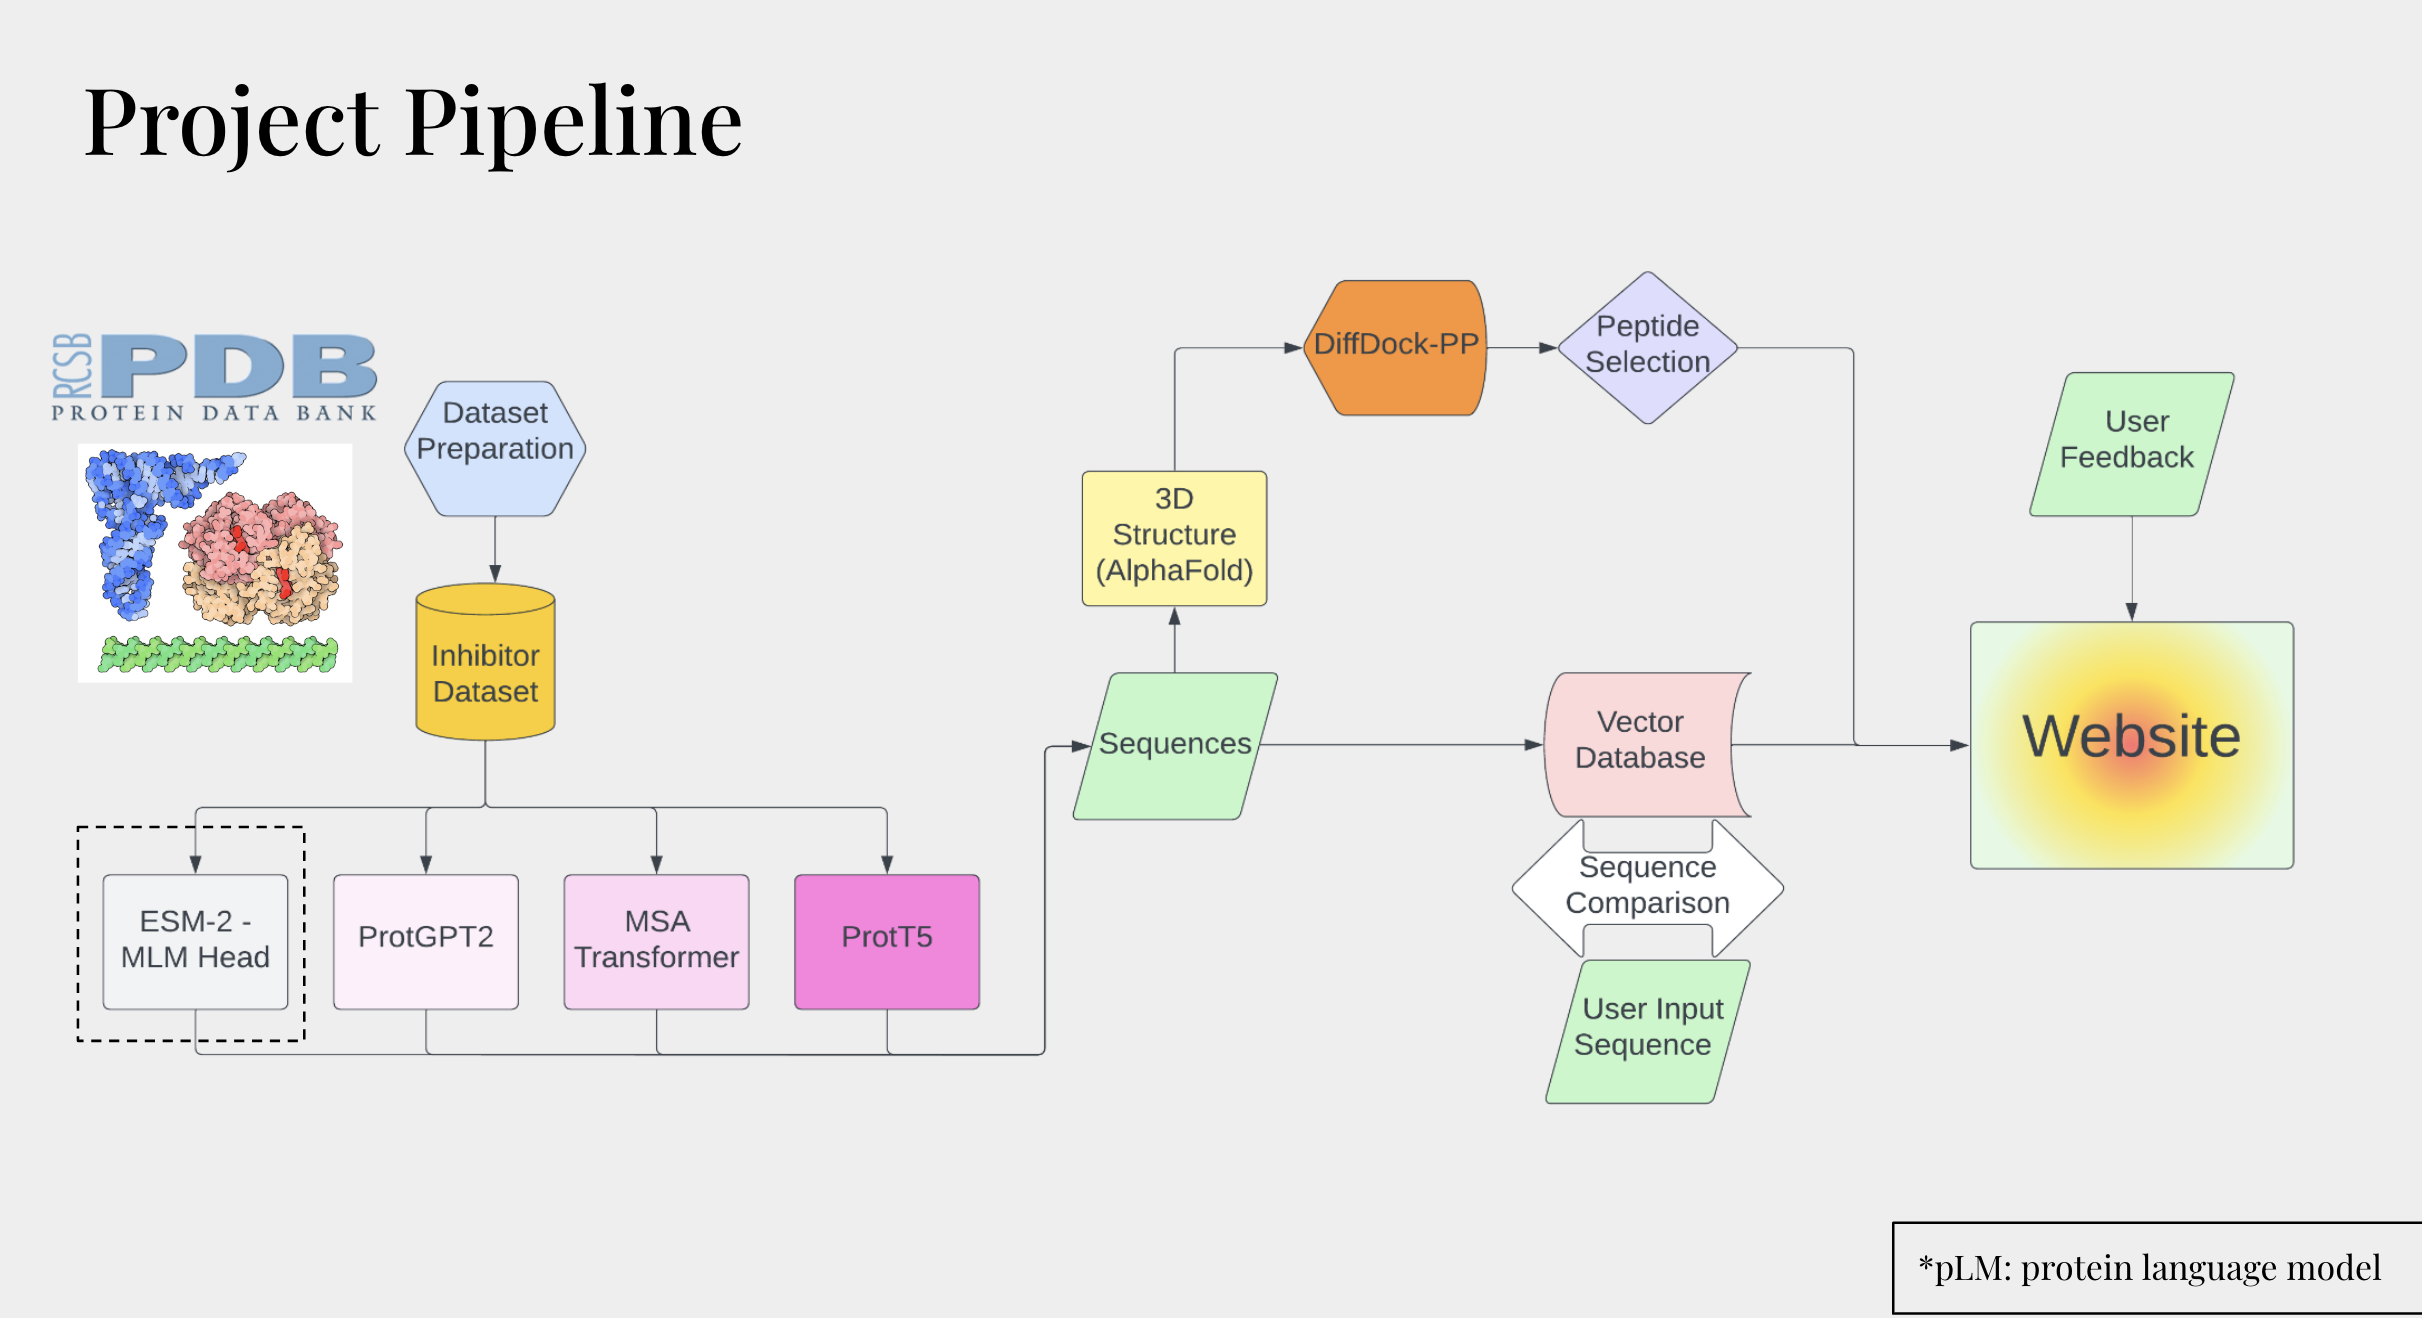 Project Pipeline
RCSB
PDB
PROTEIN DATA BANK
Dataset
Preparation
Inhibitor
Dataset
ESM-2 -
MLM Head
ProtGPT2
MSA
Transformer
ProtT5
Sequences
3D
Structure
(AlphaFold)
DiffDock-PP
Peptide
Selection
Vector
Database
Sequence
Comparison
User Input
Sequence
User
Feedback
Website
*pLM: protein language model